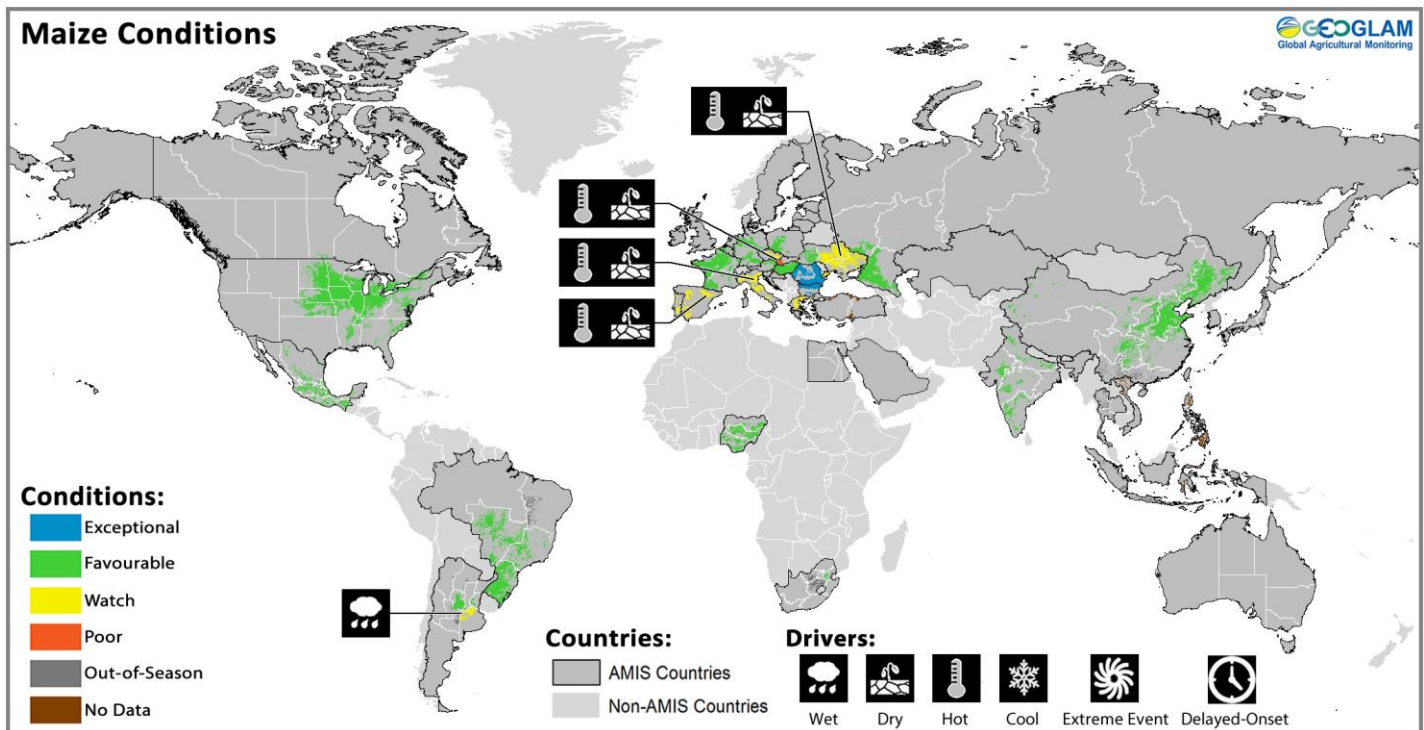 Maize Conditions
GEOGLAM
Global Agricultural Monitoring
Conditions:
Exceptional
Favourable
Watch
Poor
Out-of-Season
No Data
Countries:
AMIS Countries
Non-AMIS Countries
Drivers:
Wet
Dry
Hot
Cool
Extreme Event
Delayed-Onset